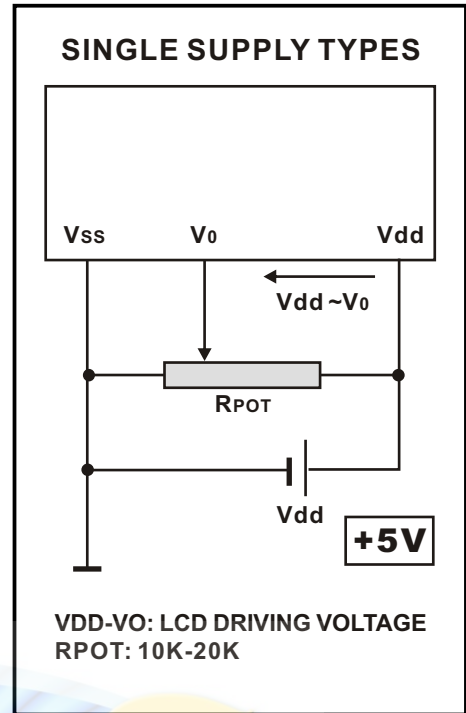 SINGLE SUPPLY TYPES
Vss V0 Vdd
Vdd ~V0
RPOT
Vdd
+5V
VDD-VO: LCD DRIVING VOLTAGE
RPOT: 10K-20K